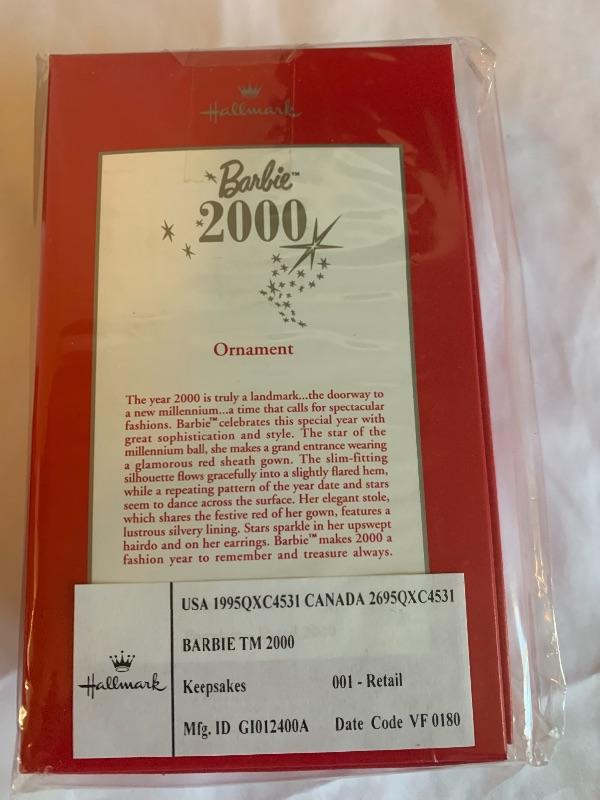 Hallmark
Barbie™
2000
Ornament
The year 2000 is truly a landmark...the doorway to
a new millennium...a time that calls for spectacular
fashions. Barbie™ celebrates this special year with
great sophistication and style. The star of the
millennium ball, she makes a grand entrance wearing
a glamorous red sheath gown. The slim-fitting
silhouette flows gracefully into a slightly flared hem,
while a repeating pattern of the year date and stars
seem to dance across the surface. Her elegant stole,
which shares the festive red of her gown, features a
lustrous silvery lining. Stars sparkle in her upswept
hairdo and on her earrings. Barbie™ makes 2000 a
fashion year to remember and treasure always.
USA 1995QXC4531 CANADA 2695QXC4531
BARBIE TM 2000
Hallmark
Keepsakes 001 - Retail
Mfg. ID GI012400A Date Code VF 0180